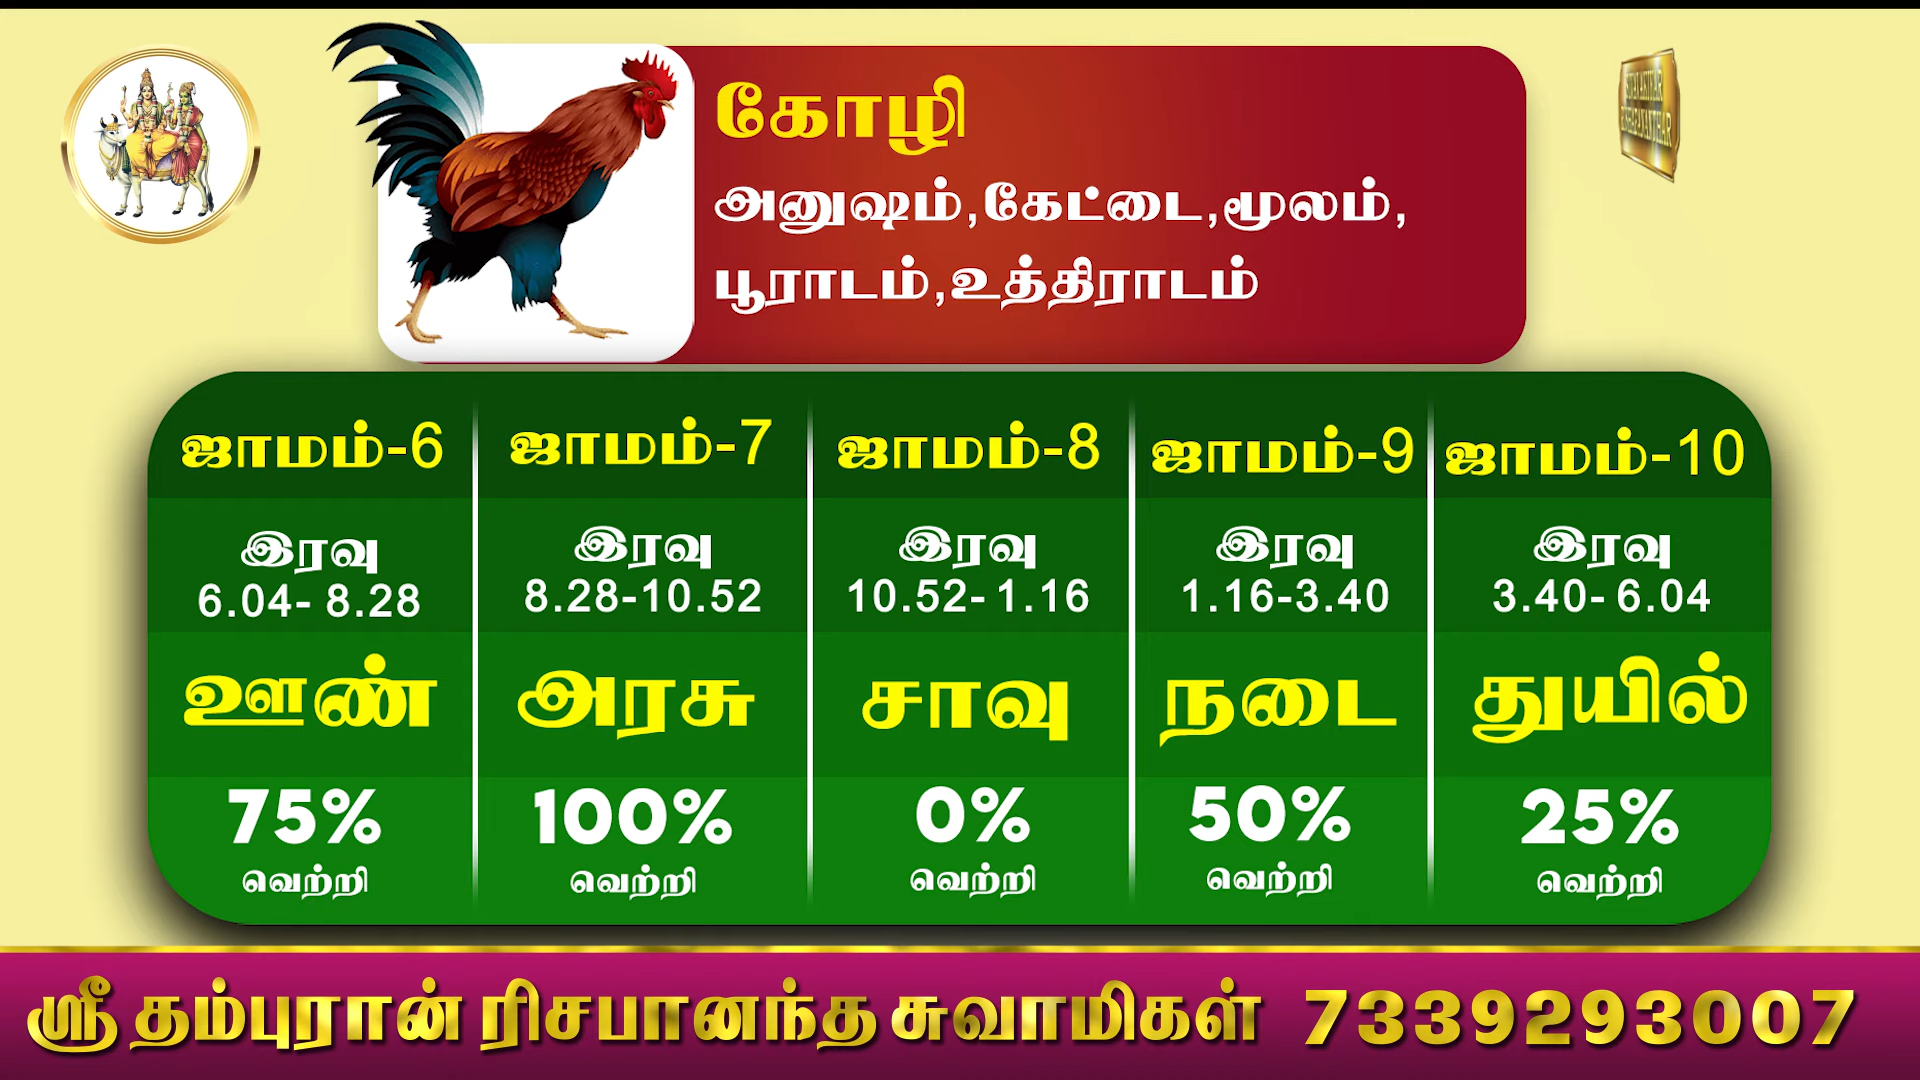 கோழி
அனுஷம்,கேட்டை,மூலம்,
பூராடம்,உத்திராடம்
ஜாமம்-6
ஜாமம்-7
ஜாமம்-8
ஜாமம்-9
ஜாமம்-10
இரவு
6.04- 8.28
இரவு
8.28-10.52
இரவு
10.52- 1.16
இரவு
1.16-3.40
இரவு
3.40- 6.04
ஊண்
அரசு
சாவு
நடை
துயில்
75%
வெற்றி
100%
வெற்றி
0%
வெற்றி
50%
வெற்றி
25%
வெற்றி
ஸ்ரீ தம்புரான் ரிசபானந்த சுவாமிகள் 7339293007